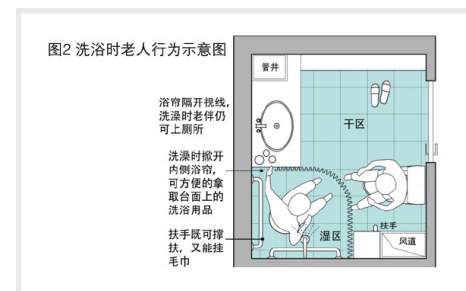 图2 洗浴时老人行为示意图
管井
浴帘隔开视线，
洗澡时老伴仍
可上厕所
干区
洗澡时掀开
内侧浴帘，
可方便的拿
取台面上的
洗浴用品
扶手既可撑
扶，又能挂
毛巾
湿区
扶手
风道